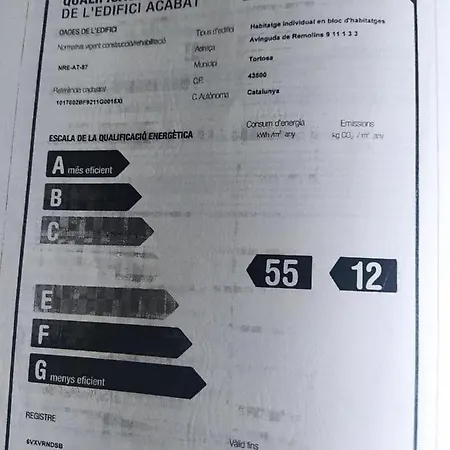 DE L'EDIFICI ACABAT
DADES DE L'EDIFICI
Normativa vigent construcció/rehabilitació
NRE-AT-87
Referència cadastral
Tipus d'edifici
Adreça
Municipi
C.P.
C. Autònoma
Habitatge individual en bloc d'habitatges
Avinguda de Remolins 9 11 1 3 3
Tortosa
43500
Catalunya
ESCALA DE LA QUALIFICACIÓ ENERGÈTICA
Consum d'energia
kWh / m² any
Emissions
kg CO₂ / m² any
A més eficient
B
C
55
12
E
F
G menys eficient
REGISTRE
6VXVRNDSB
Vàlid fins